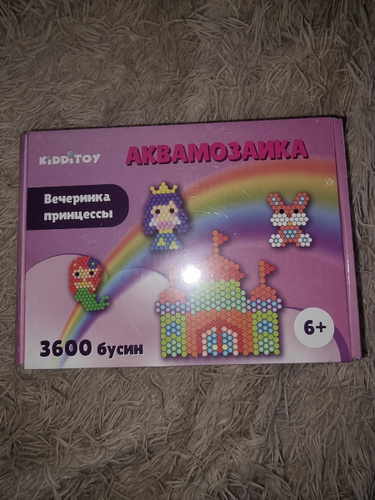 KiDDiTOY
АКВАМОЗАИКА
Вечеринка
принцессы
3600 бусин
6+